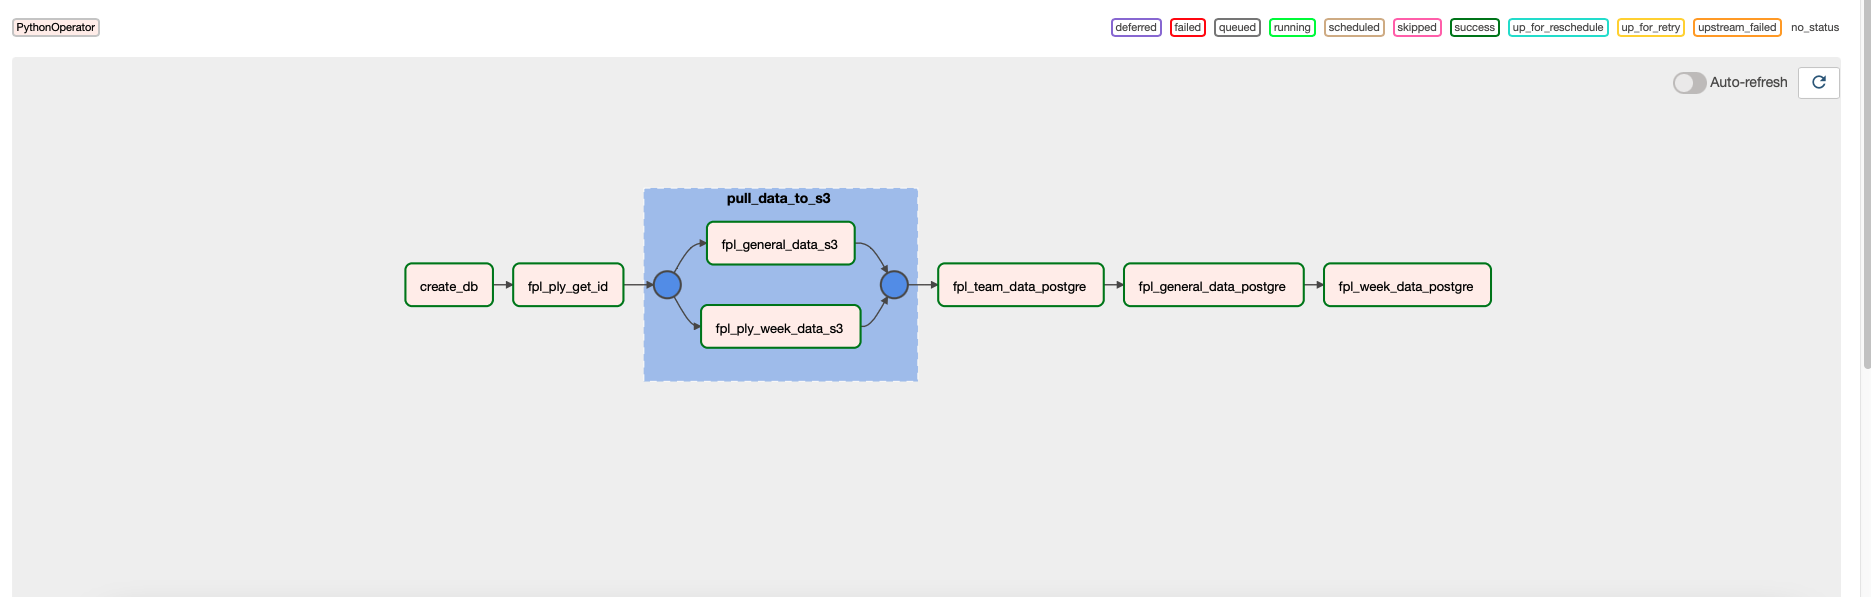 PythonOperator
deferred failed queued running scheduled skipped success up_for_reschedule up_for_retry upstream_failed no_status
Auto-refresh
pull_data_to_s3
fpl_general_data_s3
create_db fpl_ply_get_id fpl_team_data_postgre fpl_general_data_postgre fpl_week_data_postgre
fpl_ply_week_data_s3